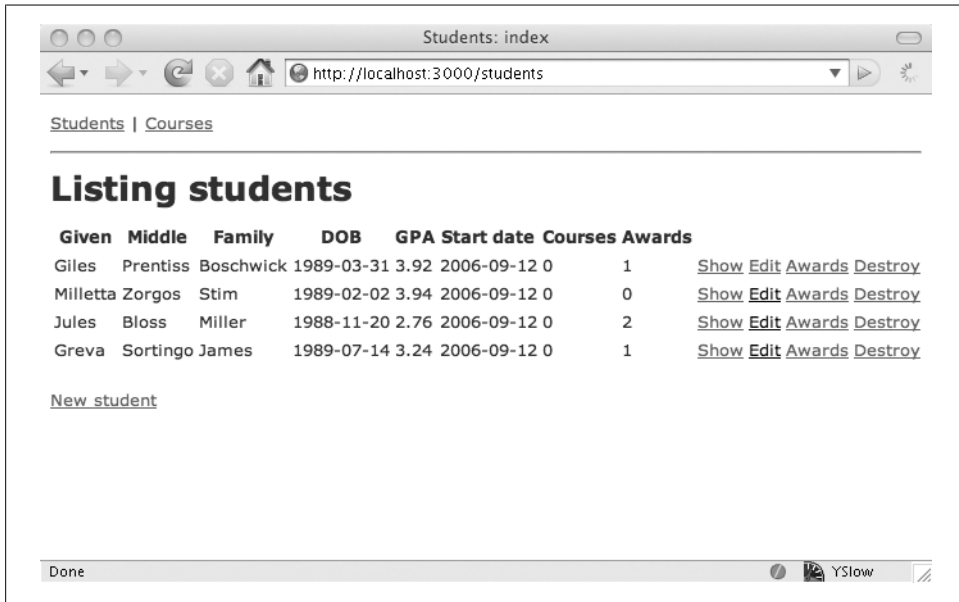 Students: index
http://localhost:3000/students
Students | Courses
Listing students
Given Middle Family DOB GPA Start date Courses Awards
Giles Prentiss Boschwick 1989-03-31 3.92 2006-09-12 0 1 Show Edit Awards Destroy
Milletta Zorgos Stim 1989-02-02 3.94 2006-09-12 0 0 Show Edit Awards Destroy
Jules Bloss Miller 1988-11-20 2.76 2006-09-12 0 2 Show Edit Awards Destroy
Greva Sortingo James 1989-07-14 3.24 2006-09-12 0 1 Show Edit Awards Destroy
New student
Done YSlow